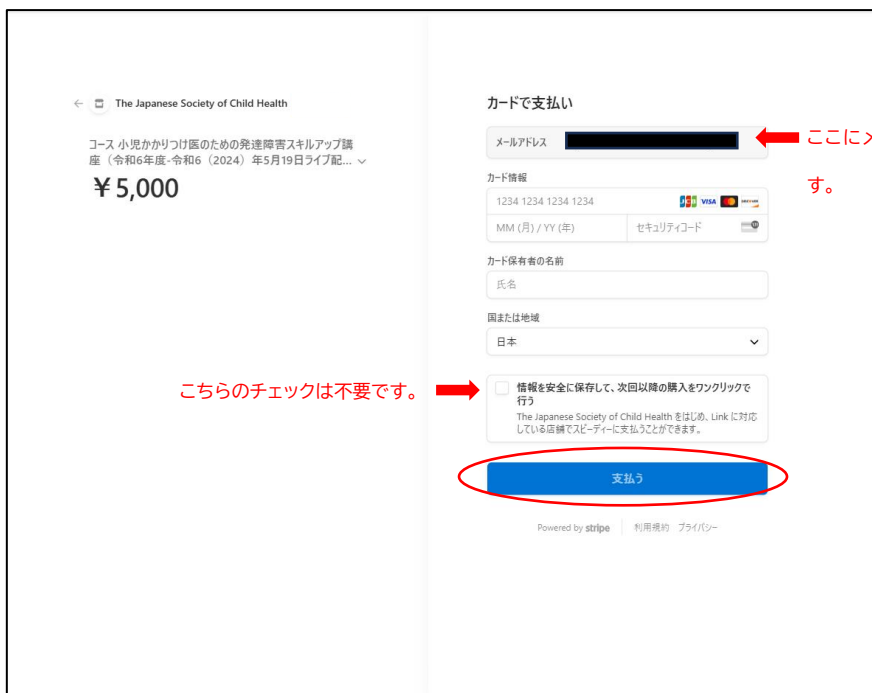 The Japanese Society of Child Health
コース 小児かかりつけ医のための発達障害スキルアップ講
座（令和6年度-令和6（2024）年5月19日ライブ配...
￥5,000
カードで支払い
メールアドレス
ここにメ
す。
カード情報
1234 1234 1234 1234
JCB VISA
MM (月) / YY (年)
セキュリティコード
カード保有者の名前
氏名
国または地域
日本
こちらのチェックは不要です。
情報を安全に保存して、次回以降の購入をワンクリックで
行う
The Japanese Society of Child Health をはじめ、Link に対応
している店舗でスピーディーに支払うことができます。
支払う
Powered by stripe
利用規約 プライバシー